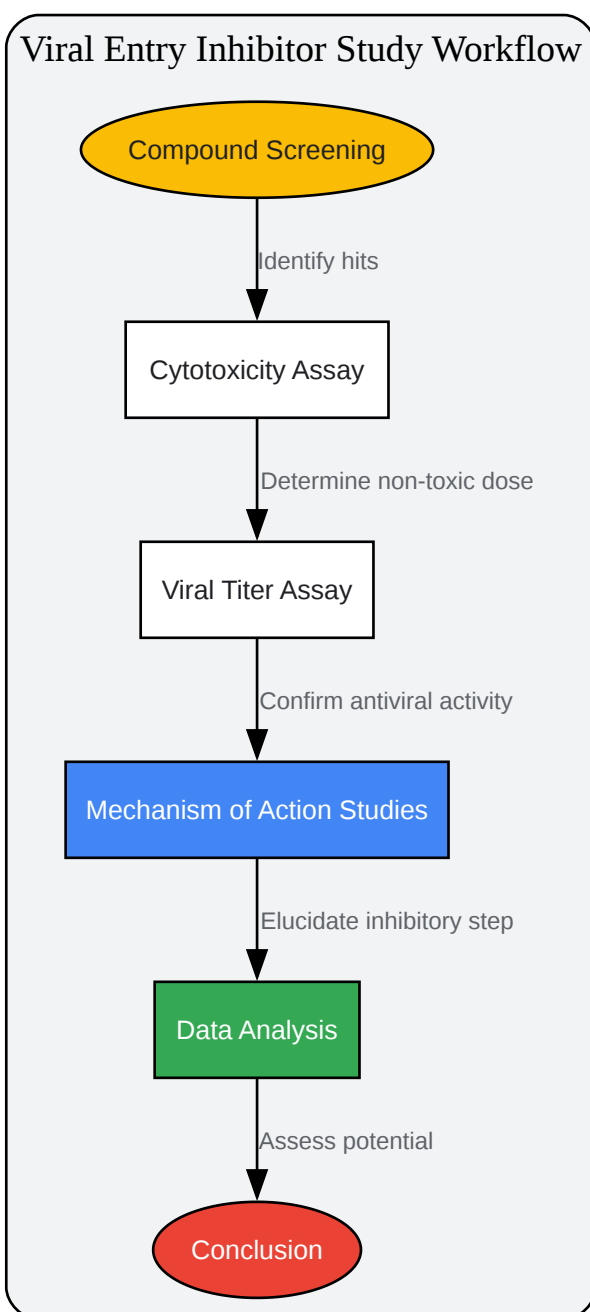 Viral Entry Inhibitor Study Workflow
Compound Screening
Identify hits
Cytotoxicity Assay
Determine non-toxic dose
Viral Titer Assay
Confirm antiviral activity
Mechanism of Action Studies
Elucidate inhibitory step
Data Analysis
Assess potential
Conclusion